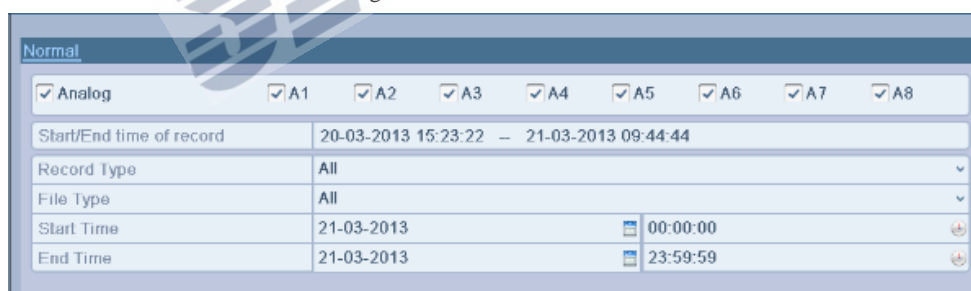 Normal
Analog A1 A2 A3 A4 A5 A6 A7 A8
Start/End time of record 20-03-2013 15:23:22 -- 21-03-2013 09:44:44
Record Type All
File Type All
Start Time 21-03-2013 00:00:00
End Time 21-03-2013 23:59:59